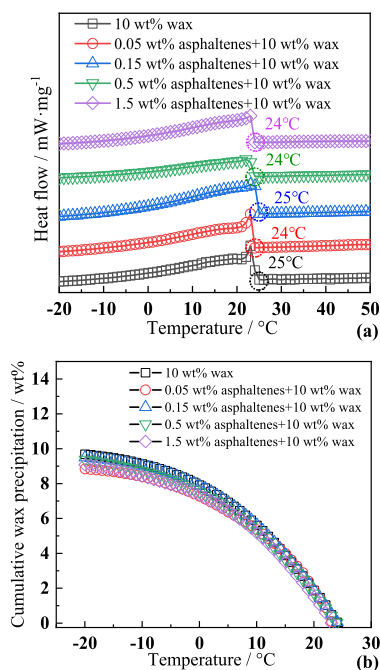 10 wt% wax
0.05 wt% asphaltenes+10 wt% wax
0.15 wt% asphaltenes+10 wt% wax
0.5 wt% asphaltenes+10 wt% wax
1.5 wt% asphaltenes+10 wt% wax
Heat flow / mW·mg⁻¹
24℃
24℃
25℃
24℃
25℃
-20 -10 0 10 20 30 40 50
Temperature / °C
(a)
Cumulative wax precipitation / wt%
14
12
10
8
6
4
2
0
10 wt% wax
0.05 wt% asphaltenes+10 wt% wax
0.15 wt% asphaltenes+10 wt% wax
0.5 wt% asphaltenes+10 wt% wax
1.5 wt% asphaltenes+10 wt% wax
-20 -10 0 10 20 30
Temperature / °C
(b)